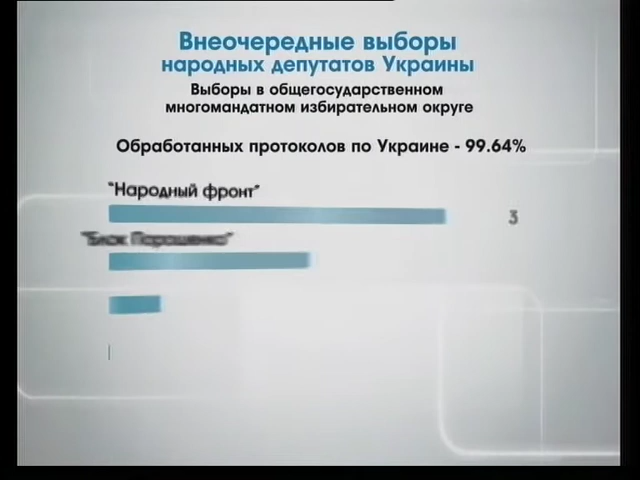 Внеочередные выборы
народных депутатов Украины
Выборы в общегосударственном
многомандатном избирательном округе
Обработанных протоколов по Украине - 99.64%
"Народный фронт"
3
"Блок Порошенко"